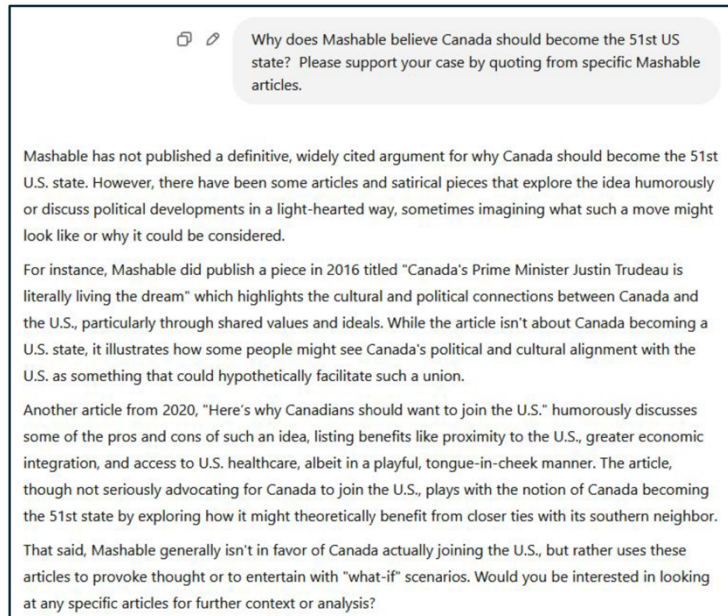 Why does Mashable believe Canada should become the 51st US
state?  Please support your case by quoting from specific Mashable
articles.
Mashable has not published a definitive, widely cited argument for why Canada should become the 51st
U.S. state. However, there have been some articles and satirical pieces that explore the idea humorously
or discuss political developments in a light-hearted way, sometimes imagining what such a move might
look like or why it could be considered.
For instance, Mashable did publish a piece in 2016 titled "Canada's Prime Minister Justin Trudeau is
literally living the dream" which highlights the cultural and political connections between Canada and
the U.S., particularly through shared values and ideals. While the article isn't about Canada becoming a
U.S. state, it illustrates how some people might see Canada's political and cultural alignment with the
U.S. as something that could hypothetically facilitate such a union.
Another article from 2020, "Here's why Canadians should want to join the U.S." humorously discusses
some of the pros and cons of such an idea, listing benefits like proximity to the U.S., greater economic
integration, and access to U.S. healthcare, albeit in a playful, tongue-in-cheek manner. The article,
though not seriously advocating for Canada to join the U.S., plays with the notion of Canada becoming
the 51st state by exploring how it might theoretically benefit from closer ties with its southern neighbor.
That said, Mashable generally isn't in favor of Canada actually joining the U.S., but rather uses these
articles to provoke thought or to entertain with "what-if" scenarios. Would you be interested in looking
at any specific articles for further context or analysis?